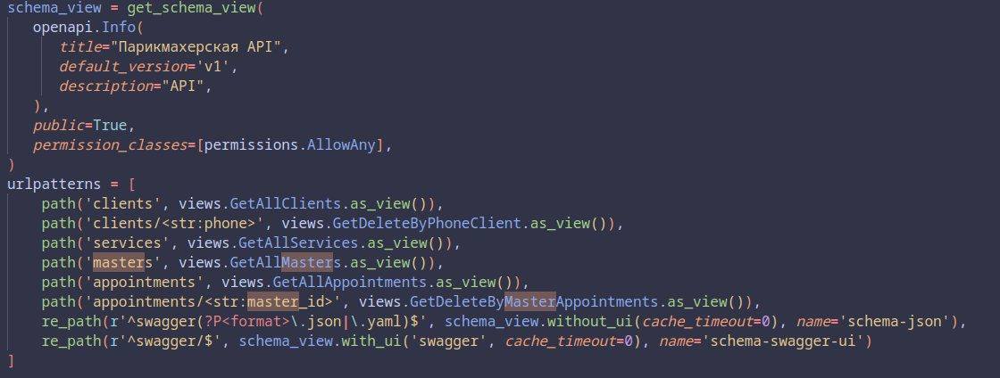 schema_view = get_schema_view(
openapi.Info(
title="Парикмахерская API",
default_version='v1',
description="API",
),
public=True,
permission_classes=[permissions.AllowAny],
)
urlpatterns = [
path('clients', views.GetAllClients.as_view()),
path('clients/<str:phone>', views.GetDeleteByPhoneClient.as_view()),
path('services', views.GetAllServices.as_view()),
path('masters', views.GetAllMasters.as_view()),
path('appointments', views.GetAllAppointments.as_view()),
path('appointments/<str:master_id>', views.GetDeleteByMasterAppointments.as_view()),
re_path(r'^swagger(?P<format>\.json|\.yaml)$', schema_view.without_ui(cache_timeout=0), name='schema-json'),
re_path(r'^swagger/$', schema_view.with_ui('swagger', cache_timeout=0), name='schema-swagger-ui')
]